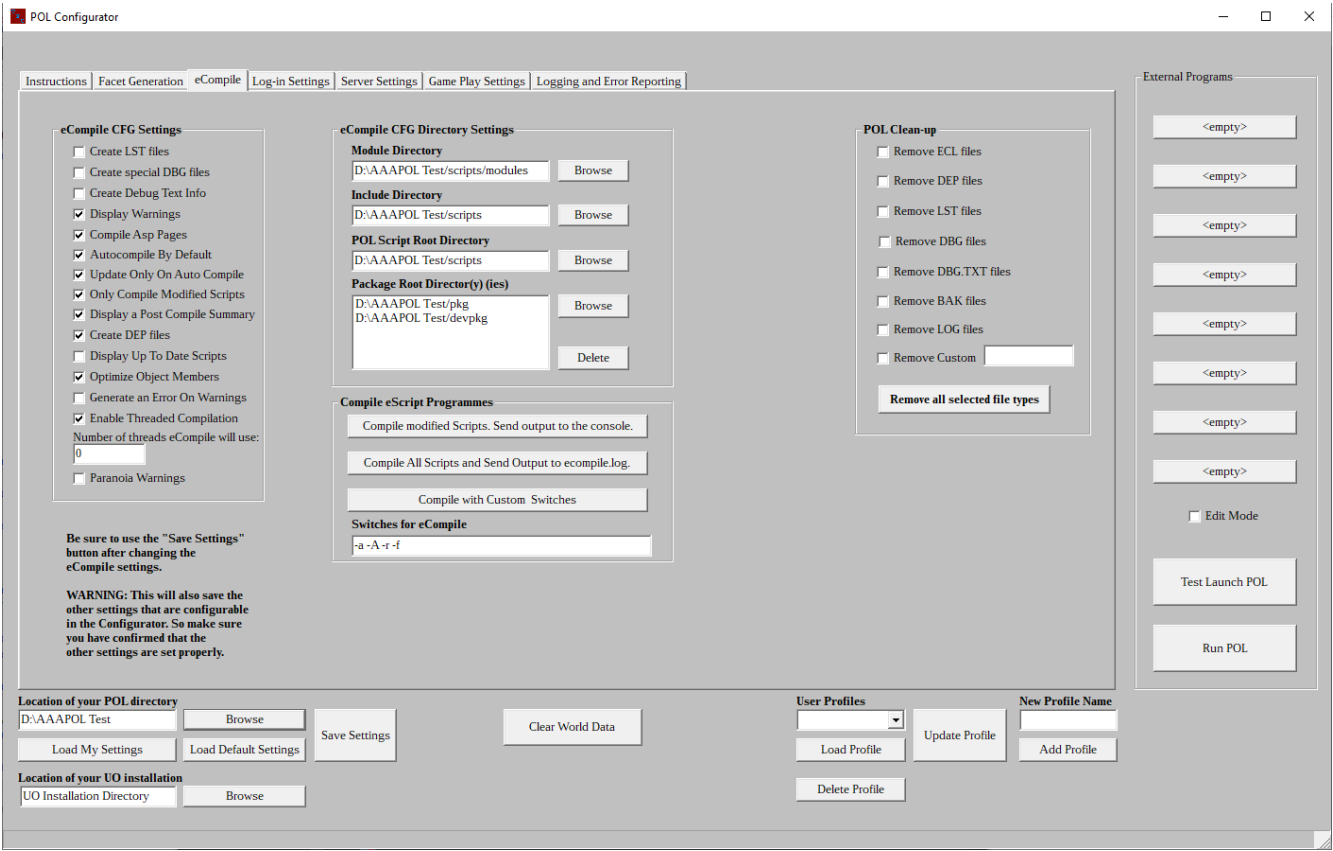 POL Configurator
Instructions
Facet Generation
eCompile
Log-in Settings
Server Settings
Game Play Settings
Logging and Error Reporting
eCompile CFG Settings
Create LST files
Create special DBG files
Create Debug Text Info
Display Warnings
Compile Asp Pages
Autocompile By Default
Update Only On Auto Compile
Only Compile Modified Scripts
Display a Post Compile Summary
Create DEP files
Display Up To Date Scripts
Optimize Object Members
Generate an Error On Warnings
Enable Threaded Compilation
Number of threads eCompile will use:
0
Paranoia Warnings
Be sure to use the "Save Settings"
button after changing the
eCompile settings.
WARNING: This will also save the
other settings that are configurable
in the Configurator. So make sure
you have confirmed that the
other settings are set properly.
eCompile CFG Directory Settings
Module Directory
D:\AAAPOL Test/scripts/modules
Browse
Include Directory
D:\AAAPOL Test/scripts
Browse
POL Script Root Directory
D:\AAAPOL Test/scripts
Browse
Package Root Director(y) (ies)
D:\AAAPOL Test/pkg
D:\AAAPOL Test/devpkg
Browse
Delete
Compile eScript Programmes
Compile modified Scripts. Send output to the console.
Compile All Scripts and Send Output to ecompile.log.
Compile with Custom  Switches
Switches for eCompile
-a -A -r -f
POL Clean-up
Remove ECL files
Remove DEP files
Remove LST files
Remove DBG files
Remove DBG.TXT files
Remove BAK files
Remove LOG files
Remove Custom
Remove all selected file types
External Programs
<empty>
<empty>
<empty>
<empty>
<empty>
<empty>
<empty>
<empty>
Edit Mode
Test Launch POL
Run POL
Location of your POL directory
D:\AAAPOL Test
Browse
Load My Settings
Load Default Settings
Save Settings
Location of your UO installation
UO Installation Directory
Browse
Clear World Data
User Profiles
Load Profile
Delete Profile
Update Profile
New Profile Name
Add Profile